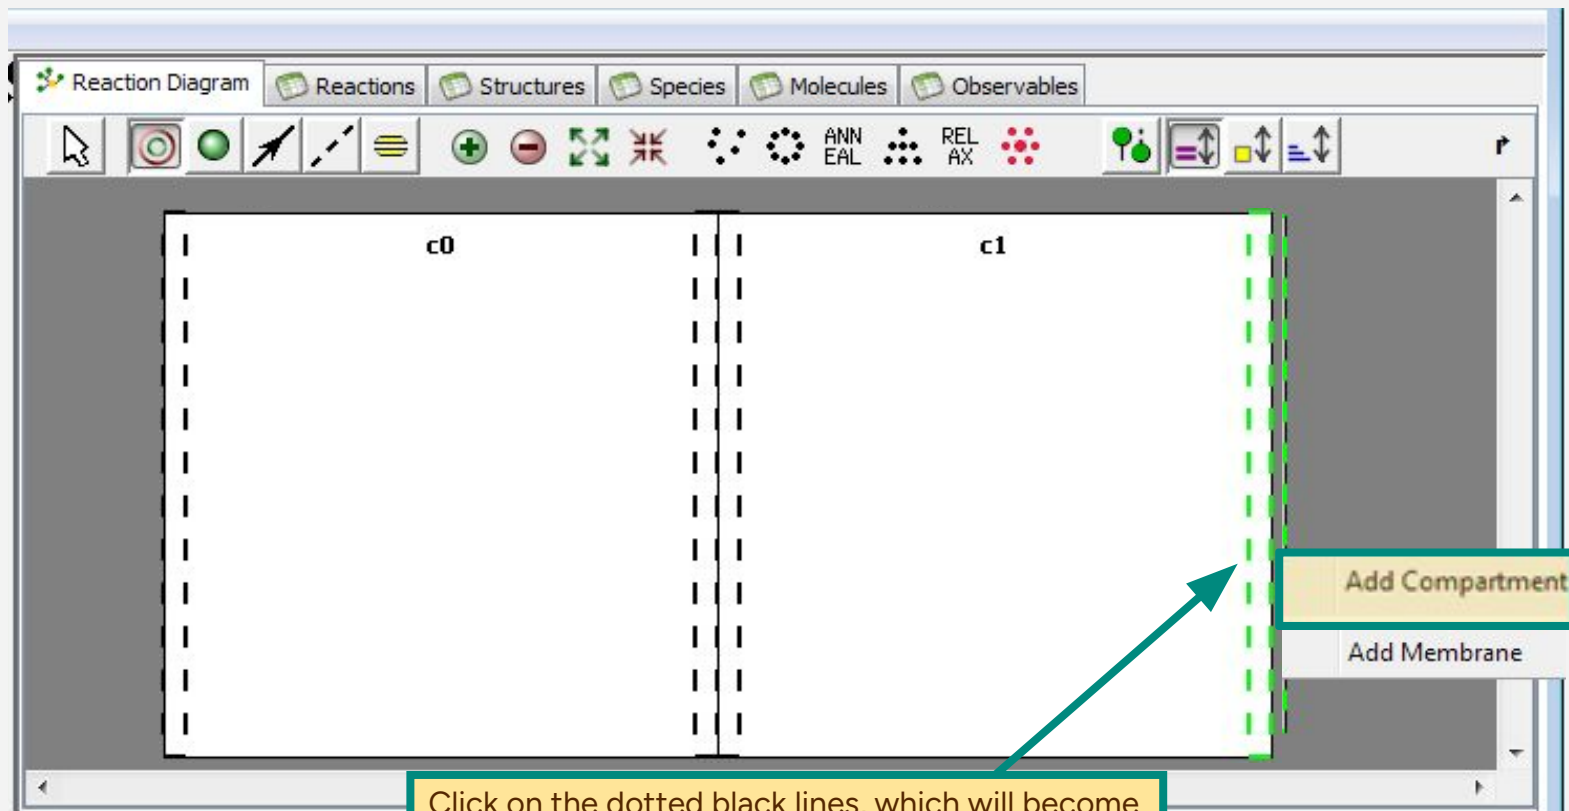 Reaction Diagram Reactions Structures Species Molecules Observables
ANN EAL REL AX
c0 c1
Add Compartment
Add Membrane
Click on the dotted black lines, which will become